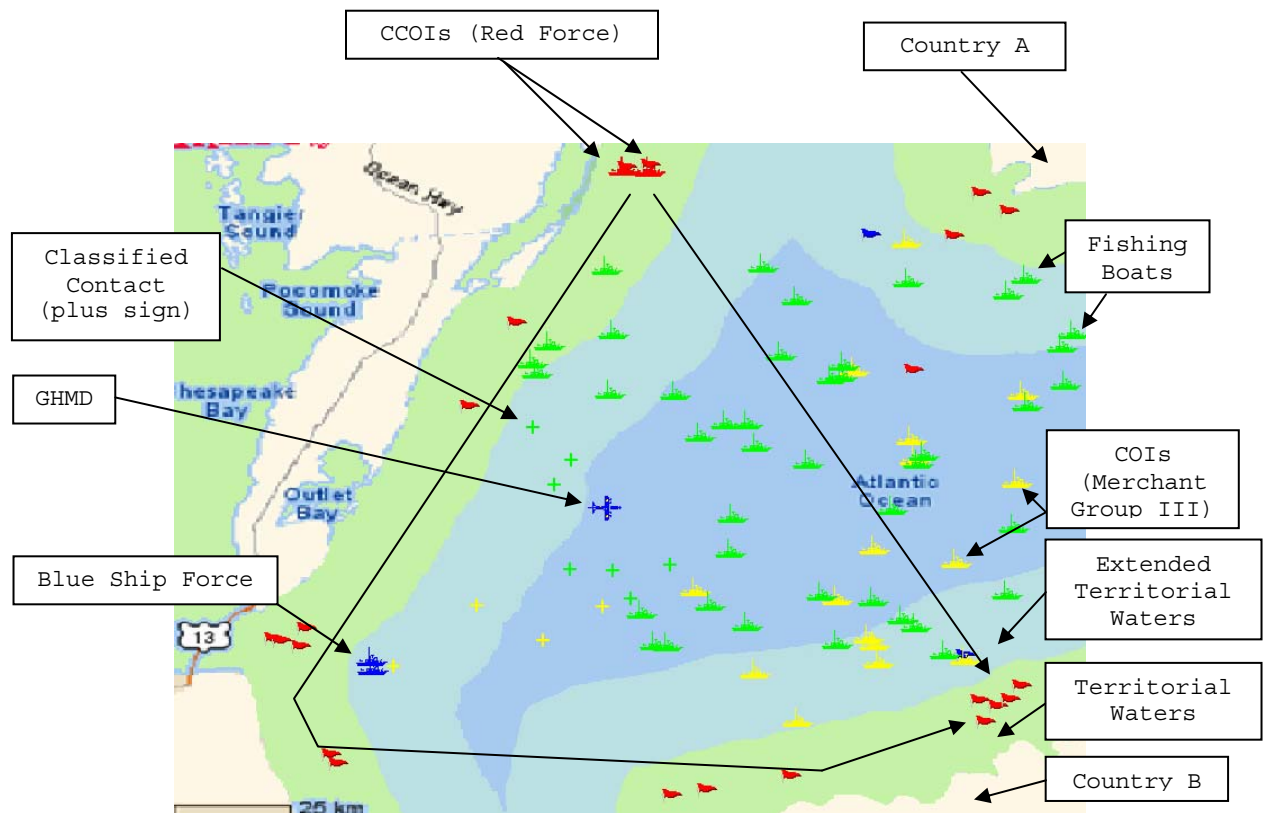 CCOIs (Red Force)
Country A
Ocean Hwy
Tangier
Sound
Classified
Contact
(plus sign)
Fishing
Boats
Pocomoke
Sound
GHMD
hesapeake
Bay
COIs
(Merchant
Group III)
Atlantic
Ocean
Outlet
Bay
Extended
Territorial
Waters
Blue Ship Force
13
Territorial
Waters
Country B
25 km